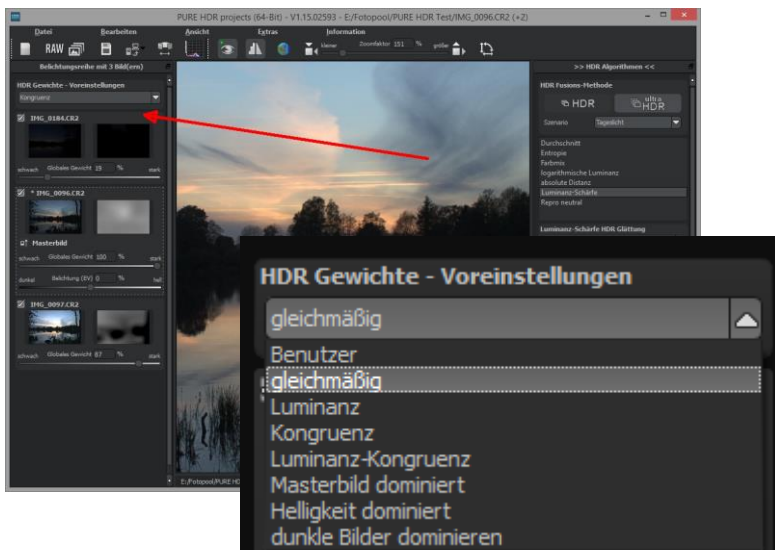 PURE HDR projects (64-Bit) - V1.15.02593 - E:/Fotopool/PURE HDR Test/IMG_0096.CR2 (+2)
Datei Bearbeiten Ansicht Extras Information
RAW kleiner Zoomfaktor 151 % größer
Belichtungsreihe mit 3 Bild(ern)
HDR Gewichte - Voreinstellungen
Kongruenz
IMG_0184.CR2
schwach Globales Gewicht 25 % stark
* IMG_0096.CR2
Masterbild
schwach Globales Gewicht 100 % stark
dunkel Belichtung (EV) 0 % hell
IMG_0097.CR2
schwach Globales Gewicht 87 % stark
>> HDR Algorithmen <<
HDR Fusions-Methode
HDR ultra HDR
Szenario Tageslicht
Durchschnitt
Entropie
Farbmix
logarithmische Luminanz
absolute Distanz
Luminanz-Schärfe
Repro neutral
Luminanz-Schärfe HDR Glättung
E:/Fotopool/PURE HD
HDR Gewichte - Voreinstellungen
gleichmäßig
Benutzer
gleichmäßig
Luminanz
Kongruenz
Luminanz-Kongruenz
Masterbild dominiert
Helligkeit dominiert
dunkle Bilder dominieren